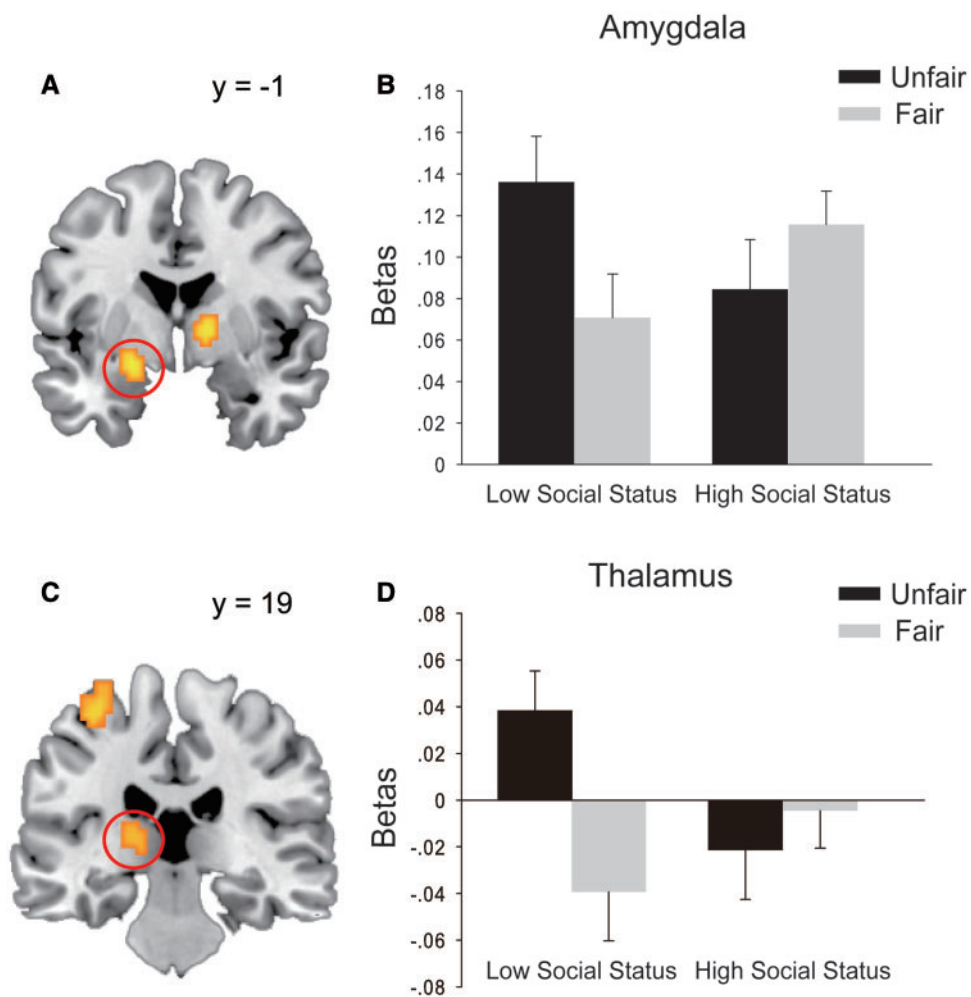 Amygdala
A
y = -1
B
Unfair
Fair
Betas
.18
.16
.14
.12
.10
.08
.06
.04
.02
0
Low Social Status
High Social Status
Thalamus
C
y = 19
D
Unfair
Fair
Betas
.08
.06
.04
.02
0
-.02
-.04
-.06
-.08
Low Social Status
High Social Status